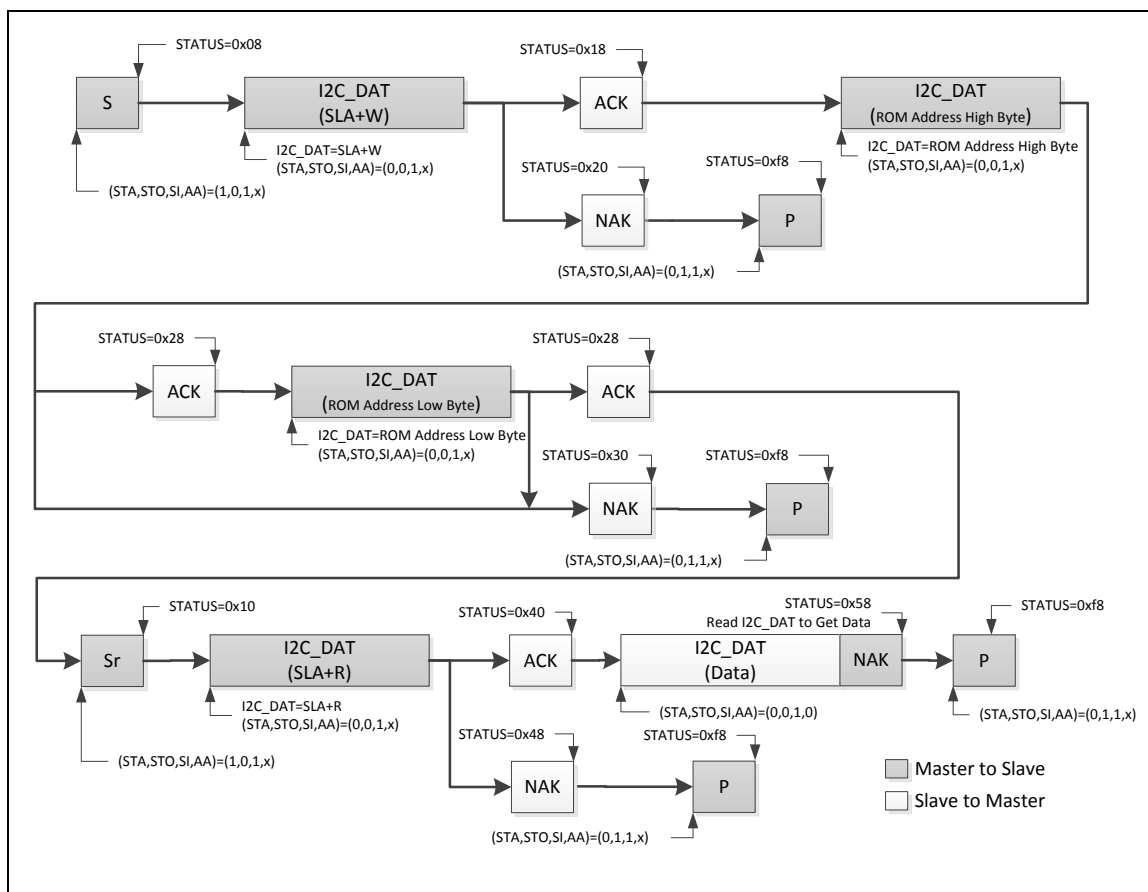 STATUS=0x08
STATUS=0x18
S
I2C_DAT
(SLA+W)
ACK
I2C_DAT
(ROM Address High Byte)
I2C_DAT=SLA+W
(STA,STO,SI,AA)=(0,0,1,x)
I2C_DAT=ROM Address High Byte
(STA,STO,SI,AA)=(0,0,1,x)
(STA,STO,SI,AA)=(1,0,1,x)
STATUS=0x20
STATUS=0xf8
NAK
P
(STA,STO,SI,AA)=(0,1,1,x)
STATUS=0x28
STATUS=0x28
ACK
I2C_DAT
(ROM Address Low Byte)
ACK
I2C_DAT=ROM Address Low Byte
(STA,STO,SI,AA)=(0,0,1,x)
STATUS=0x30
STATUS=0xf8
NAK
P
(STA,STO,SI,AA)=(0,1,1,x)
STATUS=0x10
STATUS=0x40
STATUS=0x58
Read I2C_DAT to Get Data
STATUS=0xf8
Sr
I2C_DAT
(SLA+R)
ACK
I2C_DAT
(Data)
NAK
P
I2C_DAT=SLA+R
(STA,STO,SI,AA)=(0,0,1,x)
(STA,STO,SI,AA)=(0,0,1,0)
(STA,STO,SI,AA)=(0,1,1,x)
(STA,STO,SI,AA)=(1,0,1,x)
STATUS=0x48
STATUS=0xf8
NAK
P
(STA,STO,SI,AA)=(0,1,1,x)
Master to Slave
Slave to Master